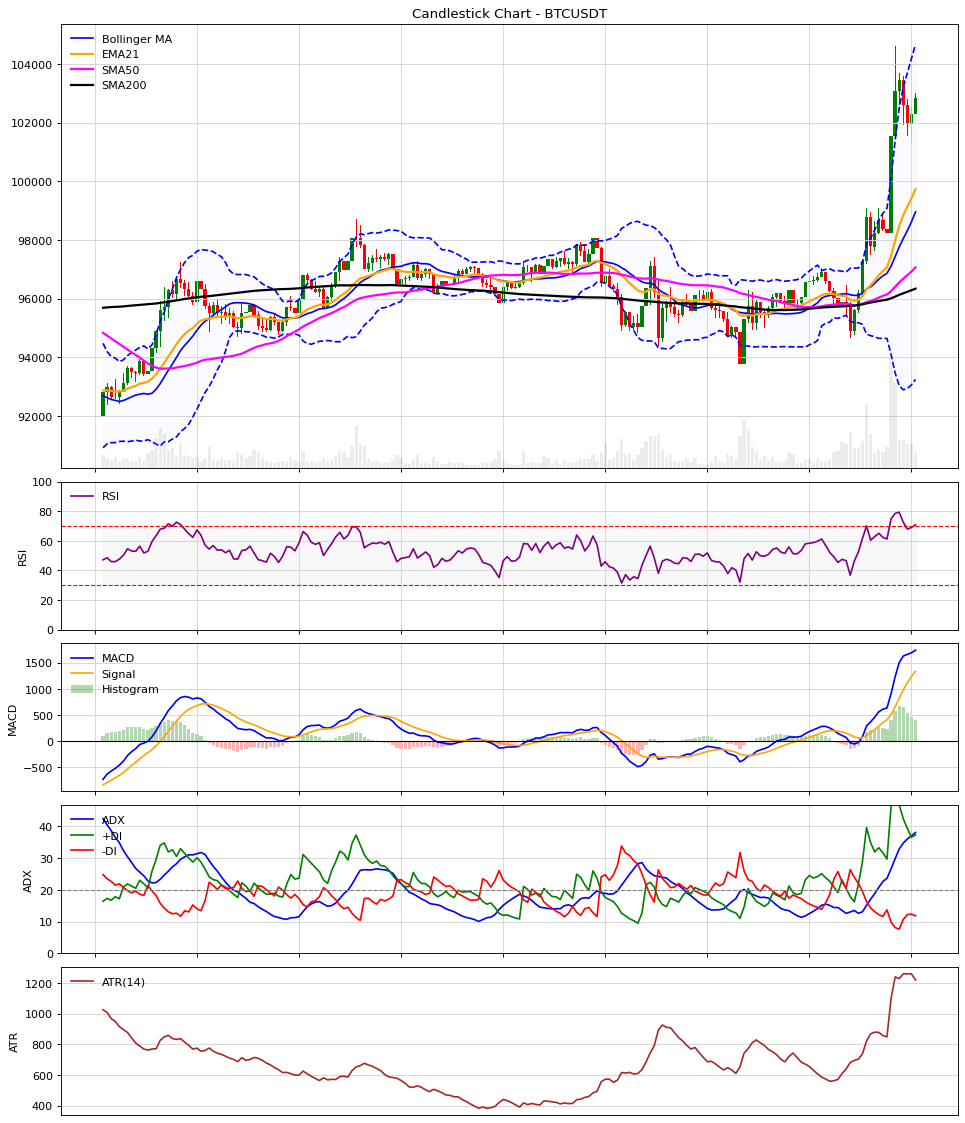 Candlestick Chart - BTCUSDT
Bollinger MA
EMA21
SMA50
SMA200
104000
102000
100000
98000
96000
94000
92000
RSI
100
80
60
40
20
0
RSI
MACD
Signal
Histogram
1500
1000
500
0
−500
MACD
ADX
+DI
-DI
40
30
20
10
0
ADX
ATR(14)
1200
1000
800
600
400
ATR